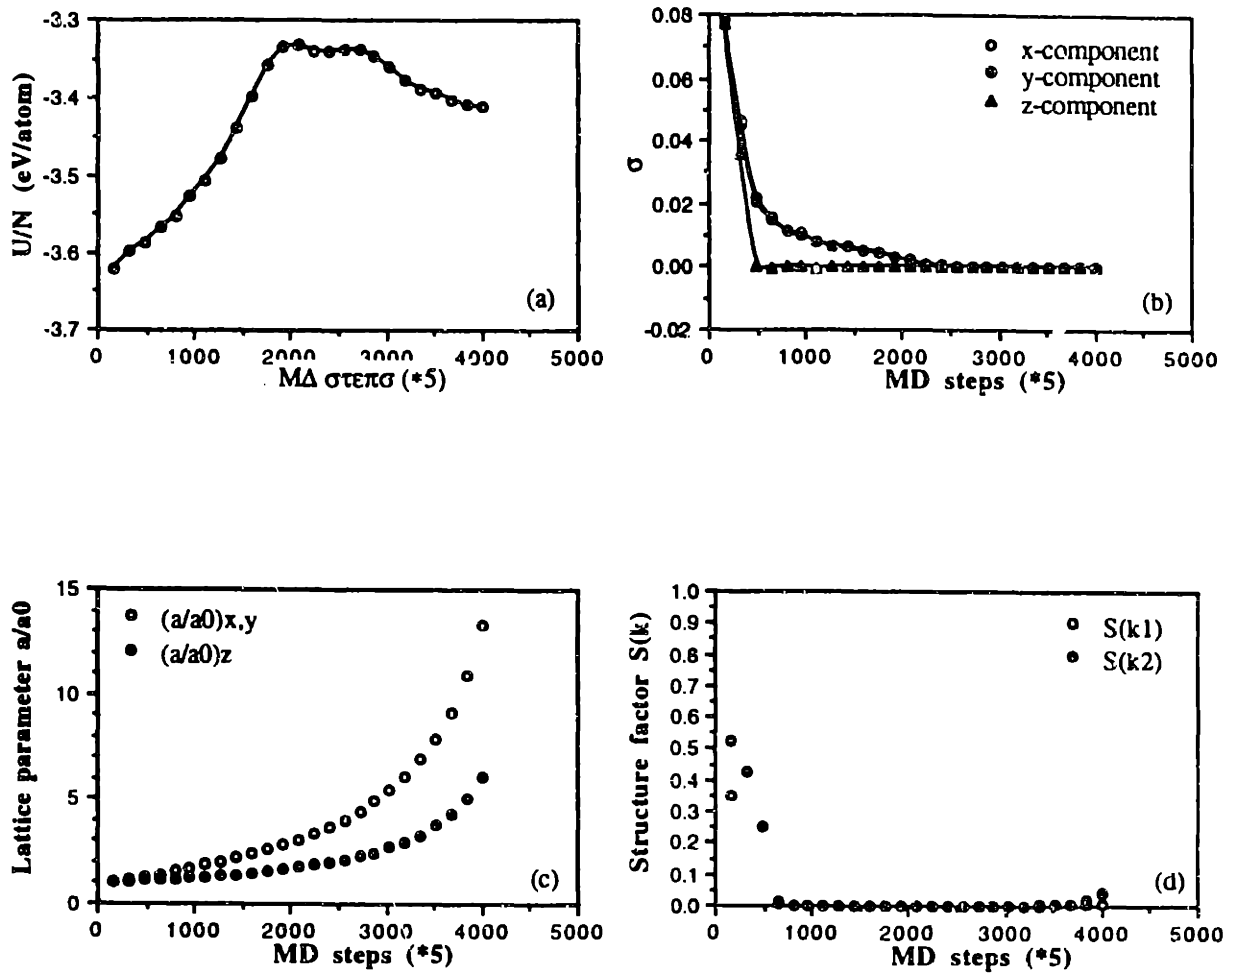 -3.3
-3.4
-3.5
-3.6
-3.7
U/N (eV/atom)
(a)
0 1000 2000 3000 4000 5000
ΜΔ στεπσ (*5)
0.08
0.06
0.04
0.02
0.00
-0.02
σ
x-component
y-component
z-component
(b)
0 1000 2000 3000 4000 5000
MD steps (*5)
15
10
5
0
Lattice parameter a/a0
(a/a0)x,y
(a/a0)z
(c)
0 1000 2000 3000 4000 5000
MD steps (*5)
1.0
0.9
0.8
0.7
0.6
0.5
0.4
0.3
0.2
0.1
0.0
Structure factor S(k)
S(k1)
S(k2)
(d)
0 1000 2000 3000 4000 5000
MD steps (*5)